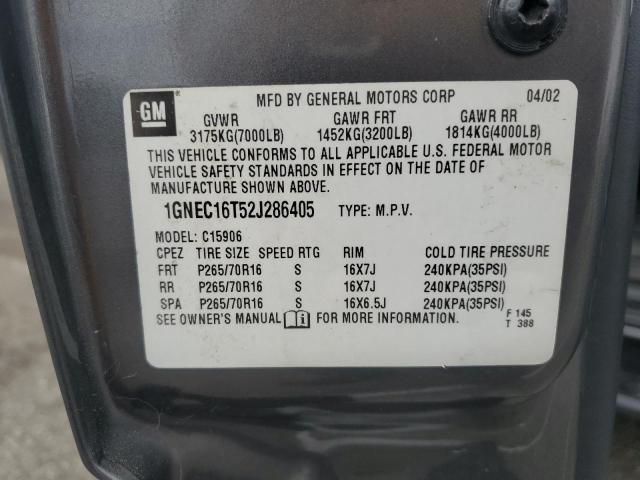 GM
MFD BY GENERAL MOTORS CORP 04/02
GVWR GAWR FRT GAWR RR
3175KG(7000LB) 1452KG(3200LB) 1814KG(4000LB)
THIS VEHICLE CONFORMS TO ALL APPLICABLE U.S. FEDERAL MOTOR
VEHICLE SAFETY STANDARDS IN EFFECT ON THE DATE OF
MANUFACTURE SHOWN ABOVE.
1GNEC16T52J286405 TYPE: M.P.V.
MODEL: C15906
CPEZ TIRE SIZE SPEED RTG RIM COLD TIRE PRESSURE
FRT P265/70R16 S 16X7J 240KPA(35PSI)
RR P265/70R16 S 16X7J 240KPA(35PSI)
SPA P265/70R16 S 16X6.5J 240KPA(35PSI)
SEE OWNER'S MANUAL i FOR MORE INFORMATION.
F 145
T 388